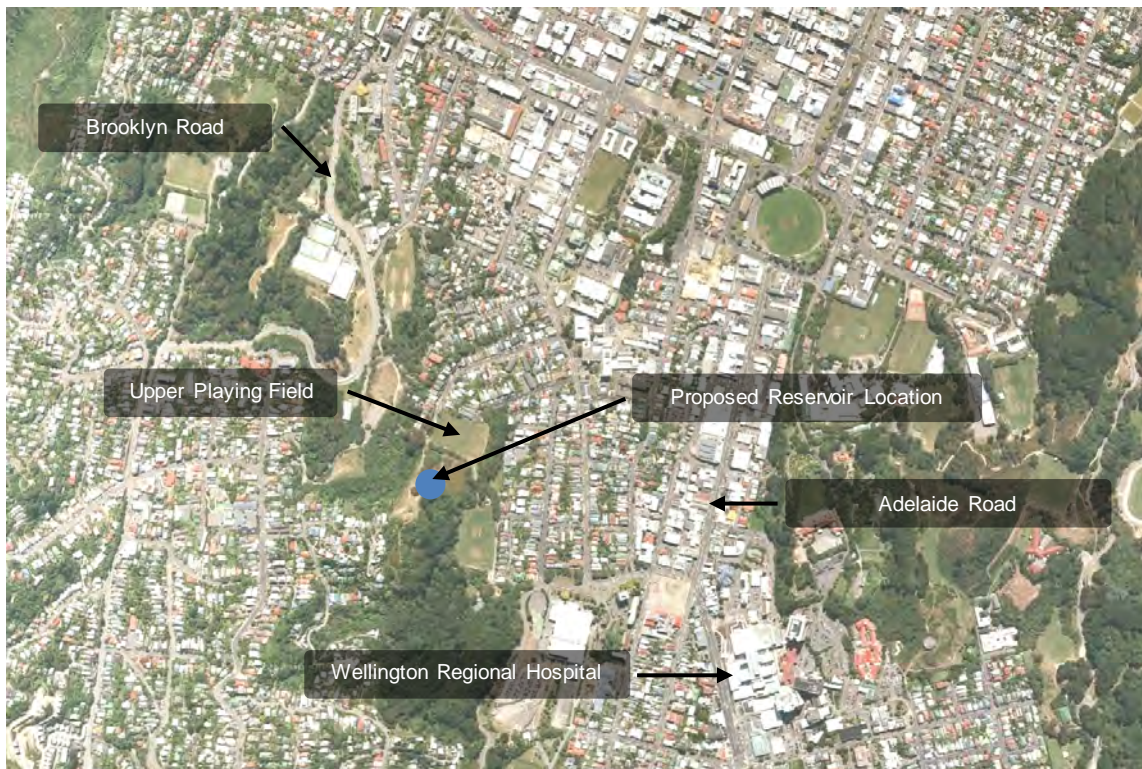 Brooklyn Road
Upper Playing Field
Proposed Reservoir Location
Adelaide Road
Wellington Regional Hospital